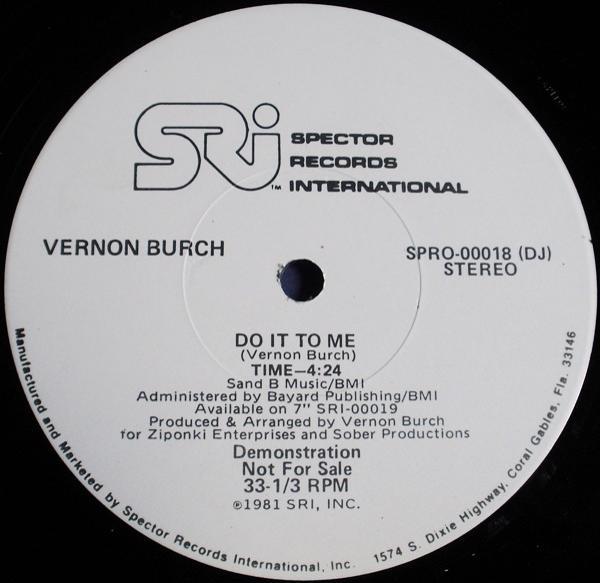 SRi
SPECTOR
RECORDS
TM INTERNATIONAL
VERNON BURCH
SPRO-00018 (DJ)
STEREO
DO IT TO ME
(Vernon Burch)
TIME—4:24
Sand B Music/BMI
Administered by Bayard Publishing/BMI
Available on 7" SRI-00019
Produced & Arranged by Vernon Burch
for Ziponki Enterprises and Sober Productions
Demonstration
Not For Sale
33-1/3 RPM
℗1981 SRI, INC.
Manufactured and Marketed by Spector Records International, Inc. 1574 S. Dixie Highway, Coral Gables, Fla. 33146